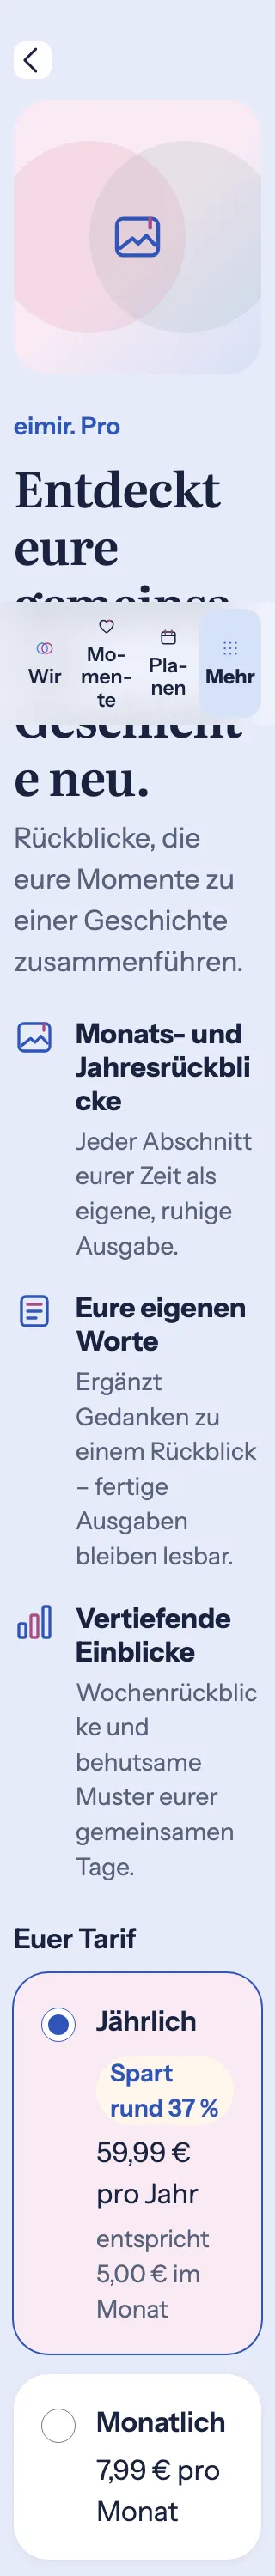 eimir. Pro
Entdeckt
eure
Wir
Mo-
men-
te
Pla-
nen
Mehr
e neu.
Rückblicke, die
eure Momente zu
einer Geschichte
zusammenführen.
Monats- und
Jahresrückbli
cke
Jeder Abschnitt
eurer Zeit als
eigene, ruhige
Ausgabe.
Eure eigenen
Worte
Ergänzt
Gedanken zu
einem Rückblick
– fertige
Ausgaben
bleiben lesbar.
Vertiefende
Einblicke
Wochenrückblic
ke und
behutsame
Muster eurer
gemeinsamen
Tage.
Euer Tarif
Jährlich
Spart
rund 37 %
59,99 €
pro Jahr
entspricht
5,00 € im
Monat
Monatlich
7,99 € pro
Monat